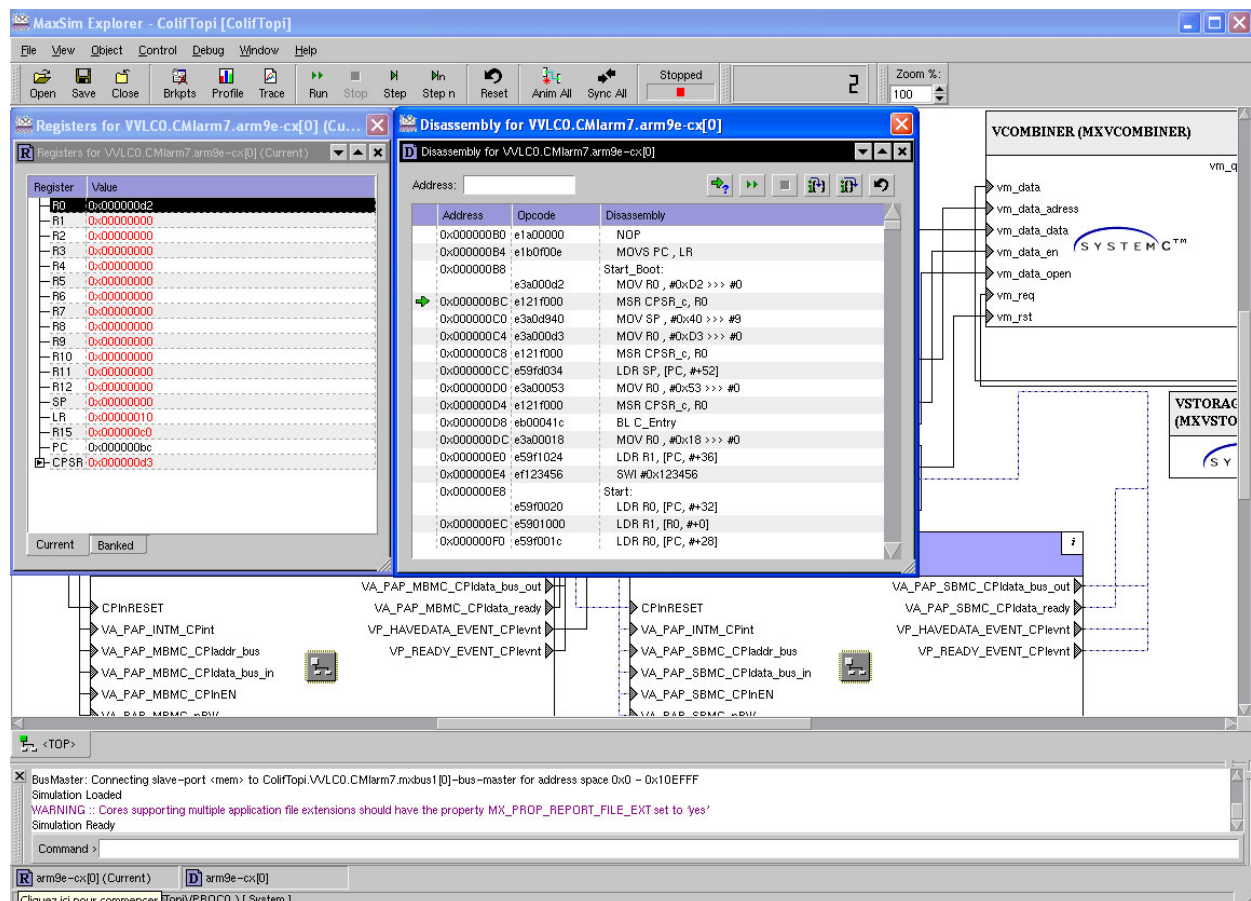 MaxSim Explorer - ColifTopi [ColifTopi]
File View Object Control Debug Window Help
Open Save Close Brkpts Profile Trace Run Stop Step Step n Reset Anim All Sync All Stopped 2 Zoom %: 100
Registers for VVLC0.CMIarm7.arm9e-cx[0] (Cu...
R Registers for VVLC0.CMIarm7.arm9e-cx[0] (Current)
Register Value
R0 0x000000d2
R1 0x00000000
R2 0x00000000
R3 0x00000000
R4 0x00000000
R5 0x00000000
R6 0x00000000
R7 0x00000000
R8 0x00000000
R9 0x00000000
R10 0x00000000
R11 0x00000000
R12 0x00000000
SP 0x00000000
LR 0x00000010
R15 0x000000c0
PC 0x000000bc
CPSR 0x000000d3
Current Banked
Disassembly for VVLC0.CMIarm7.arm9e-cx[0]
D Disassembly for VVLC0.CMIarm7.arm9e-cx[0]
Address:
Address Opcode Disassembly
0x000000B0 e1a00000 NOP
0x000000B4 e1b0f00e MOVS PC , LR
0x000000B8 Start_Boot:
e3a000d2 MOV R0 , #0xD2 >>> #0
0x000000BC e121f000 MSR CPSR_c, R0
0x000000C0 e3a0d940 MOV SP , #0x40 >>> #9
0x000000C4 e3a000d3 MOV R0 , #0xD3 >>> #0
0x000000C8 e121f000 MSR CPSR_c, R0
0x000000CC e59fd034 LDR SP, [PC, #+52]
0x000000D0 e3a00053 MOV R0 , #0x53 >>> #0
0x000000D4 e121f000 MSR CPSR_c, R0
0x000000D8 eb00041c BL C_Entry
0x000000DC e3a00018 MOV R0 , #0x18 >>> #0
0x000000E0 e59f1024 LDR R1, [PC, #+36]
0x000000E4 ef123456 SWI #0x123456
0x000000E8 Start:
e59f0020 LDR R0, [PC, #+32]
0x000000EC e5901000 LDR R1, [R0, #+0]
0x000000F0 e59f001c LDR R0, [PC, #+28]
VCOMBINER (MXVCOMBINER)
vm_q
vm_data
vm_data_adress
vm_data_data
vm_data_en
vm_data_open
vm_req
vm_rst
SYSTEMC™
VSTORAG
(MXVSTO
S Y
i
VA_PAP_MBMC_CPIdata_bus_out
CPInRESET VA_PAP_MBMC_CPIdata_ready
VA_PAP_INTM_CPint VP_HAVEDATA_EVENT_CPIevnt
VA_PAP_MBMC_CPIaddr_bus VP_READY_EVENT_CPIevnt
VA_PAP_MBMC_CPIdata_bus_in
VA_PAP_MBMC_CPInEN
VA_PAP_SBMC_CPIdata_bus_out
CPInRESET VA_PAP_SBMC_CPIdata_ready
VA_PAP_INTM_CPint VP_HAVEDATA_EVENT_CPIevnt
VA_PAP_SBMC_CPIaddr_bus VP_READY_EVENT_CPIevnt
VA_PAP_SBMC_CPIdata_bus_in
VA_PAP_SBMC_CPInEN
<TOP>
BusMaster: Connecting slave-port <mem> to ColifTopi.VVLC0.CMIarm7.mxbus1[0]-bus-master for address space 0x0 - 0x10EFFF
Simulation Loaded
WARNING :: Cores supporting multiple application file extensions should have the property MX_PROP_REPORT_FILE_EXT set to 'yes'
Simulation Ready
Command >
R arm9e-cx[0] (Current) D arm9e-cx[0]
Cliquez ici pour commencer